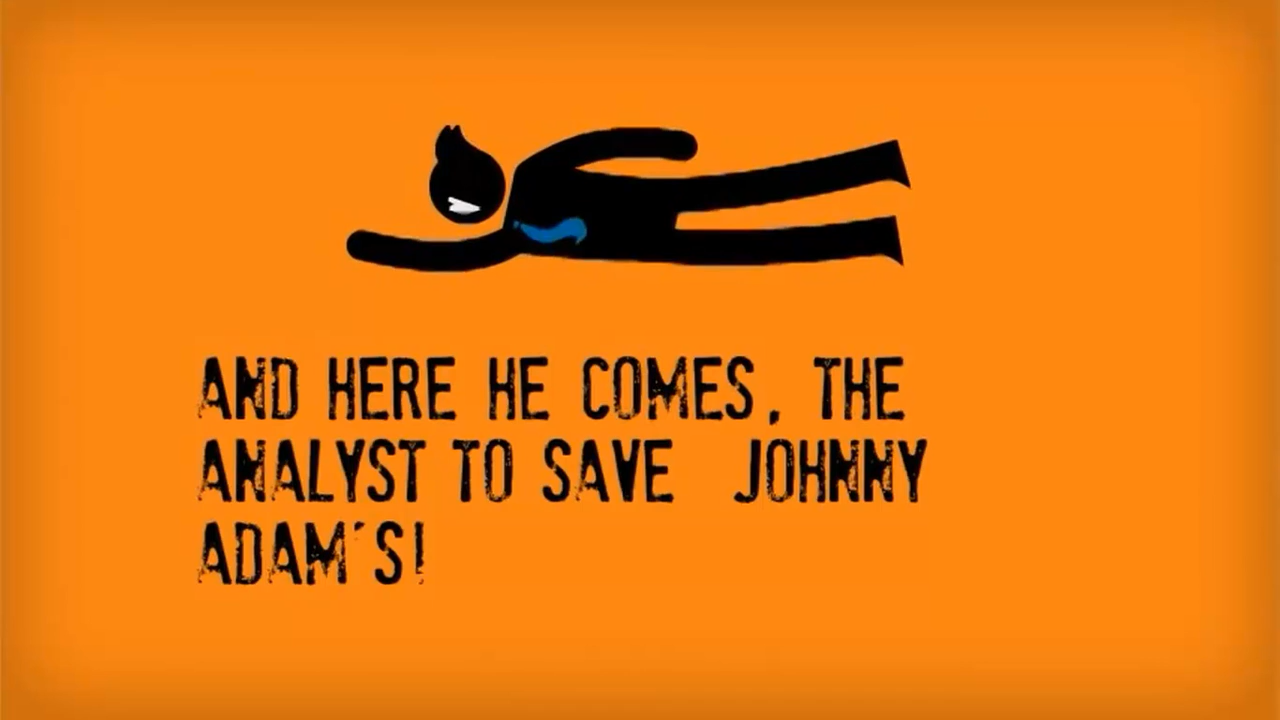 AND HERE HE COMES, THE
ANALYST TO SAVE JOHNNY
ADAM'S!